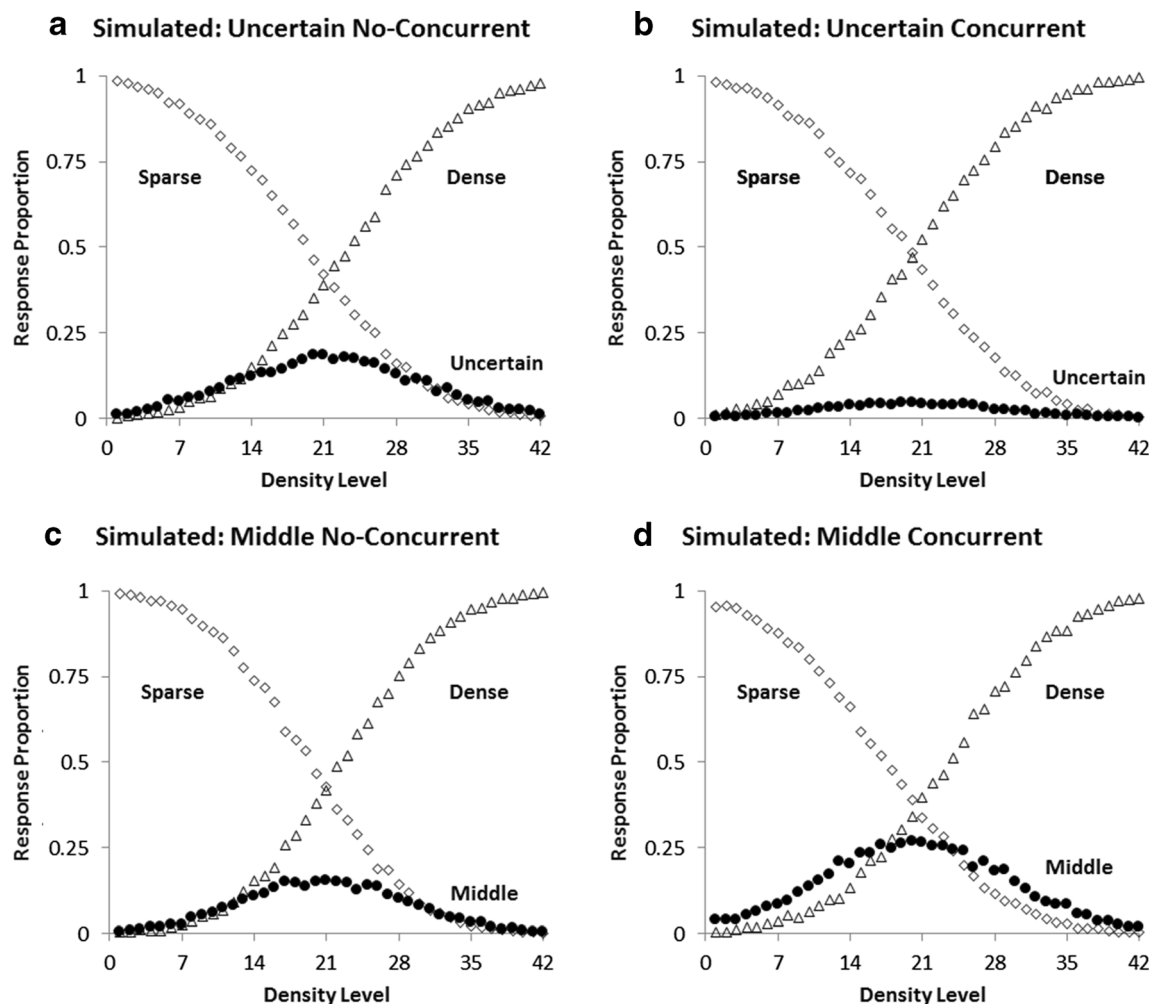 a Simulated: Uncertain No-Concurrent
Response Proportion
1
0.75
0.5
0.25
0
Sparse
Dense
Uncertain
0 7 14 21 28 35 42
Density Level
b Simulated: Uncertain Concurrent
Response Proportion
1
0.75
0.5
0.25
0
Sparse
Dense
Uncertain
0 7 14 21 28 35 42
Density Level
c Simulated: Middle No-Concurrent
Response Proportion
1
0.75
0.5
0.25
0
Sparse
Dense
Middle
0 7 14 21 28 35 42
Density Level
d Simulated: Middle Concurrent
Response Proportion
1
0.75
0.5
0.25
0
Sparse
Dense
Middle
0 7 14 21 28 35 42
Density Level